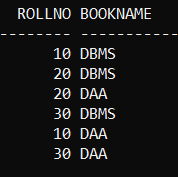 ROLLNO BOOKNAME
-------- -----------
10 DBMS
20 DBMS
20 DAA
30 DBMS
10 DAA
30 DAA